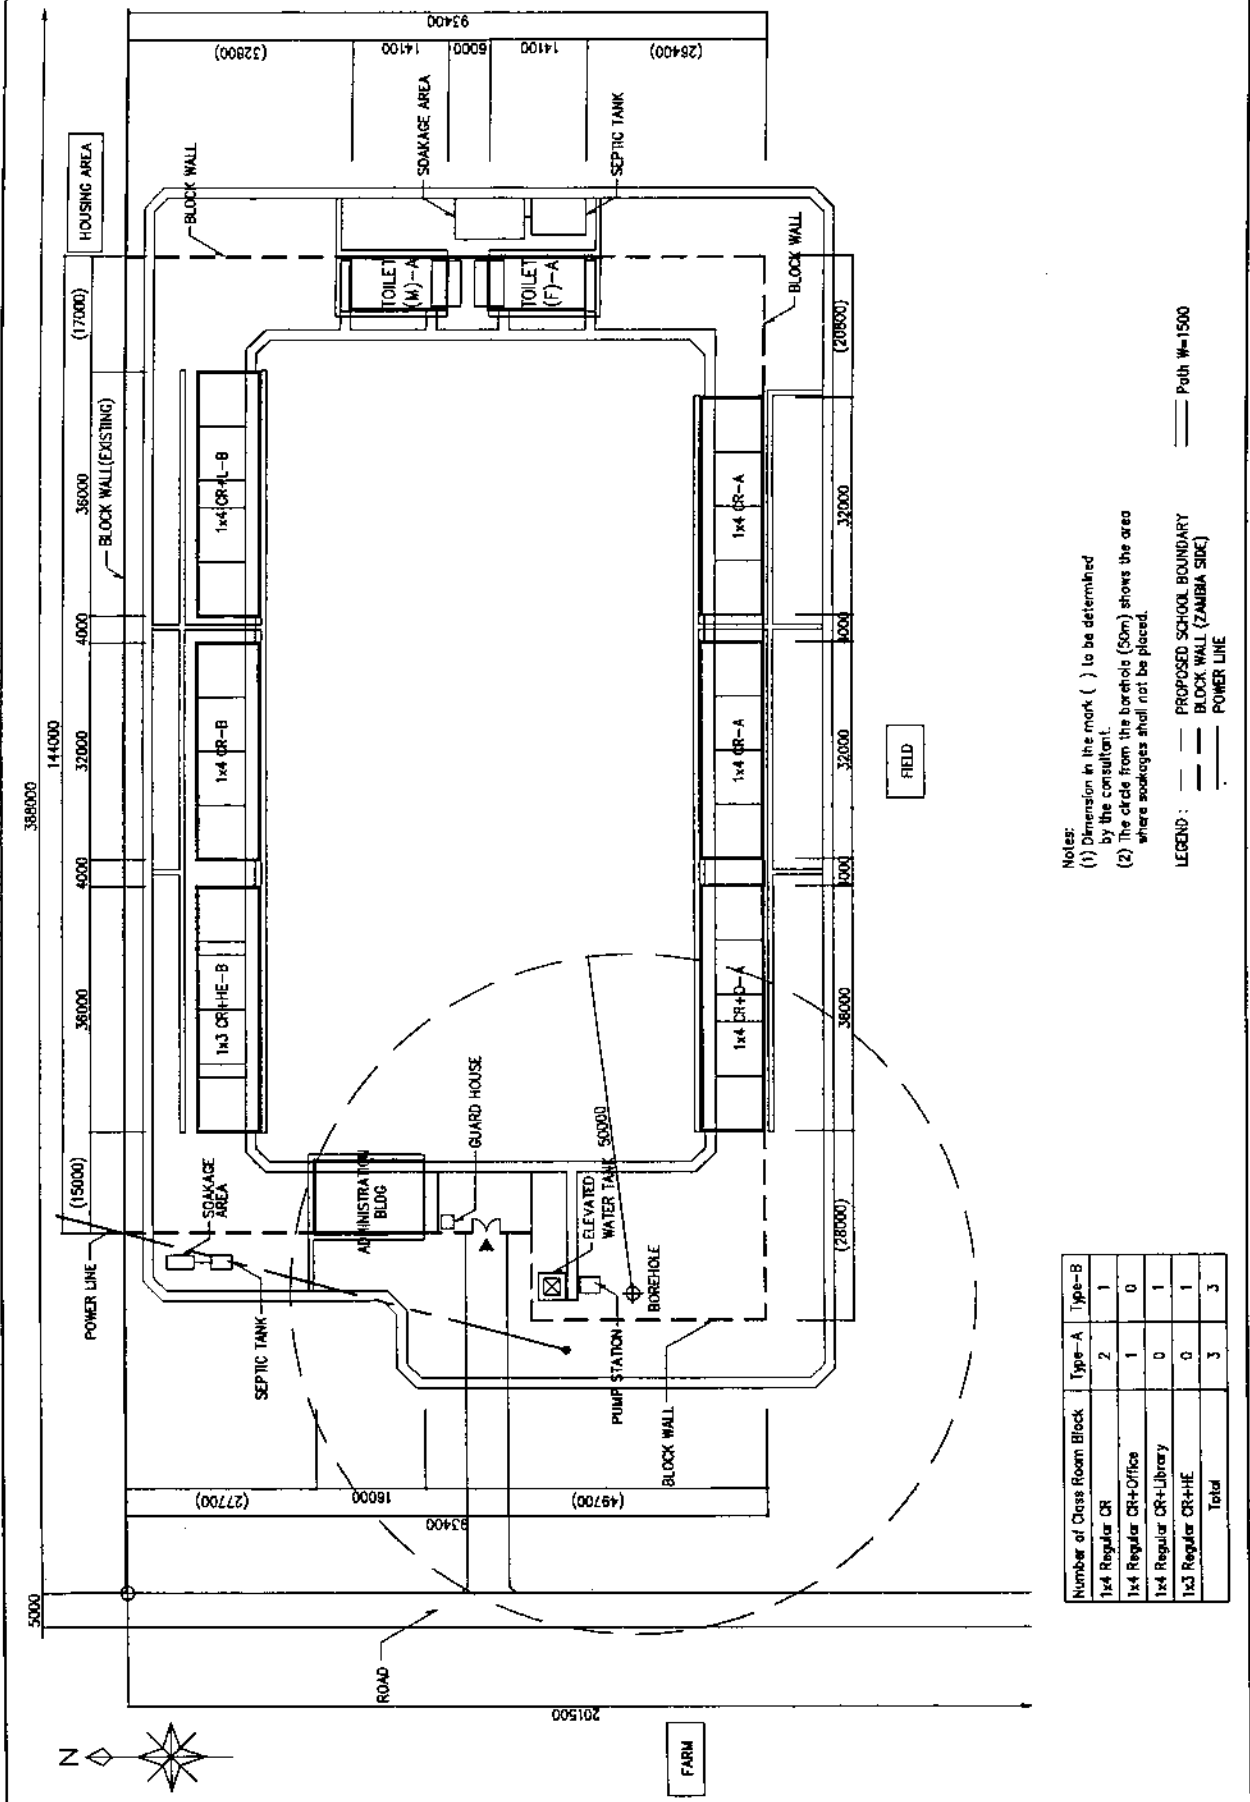 N
FARM
ROAD
201500
5000
388000
144000
(15000)
36000
4000
32000
4000
36000
(17000)
HOUSING AREA
BLOCK WALL(EXISTING)
BLOCK WALL
POWER LINE
SOAKAGE
AREA
SEPTIC TANK
1x3 CR+HE-B
1x4 CR-B
1x4 CR+L-B
93400
(27700)
16000
(49700)
ADMINISTRATION
BLDG
GUARD HOUSE
ELEVATED
WATER TANK
50000
BOREHOLE
PUMP STATION
BLOCK WALL
TOILET
(M)-A
TOILET
(F)-A
SOAKAGE AREA
SEPTIC TANK
BLOCK WALL
93400
(32800)
14100
6000
14100
(26400)
1x4 CR+O-A
1x4 CR-A
1x4 CR-A
(28000)
36000
4000
32000
4000
32000
(20800)
FIELD
Number of Class Room Block Type-A Type-B
1x4 Regular CR 2 1
1x4 Regular CR+Office 1 0
1x4 Regular CR+Library 0 1
1x3 Regular CR+HE 0 1
Total 3 3
Notes:
(1) Dimension in the mark ( ) to be determined
by the consultant.
(2) The circle from the borehole (50m) shows the area
where soakages shall not be placed.
LEGEND : PROPOSED SCHOOL BOUNDARY
BLOCK WALL (ZAMBIA SIDE)
POWER LINE
Path W=1500